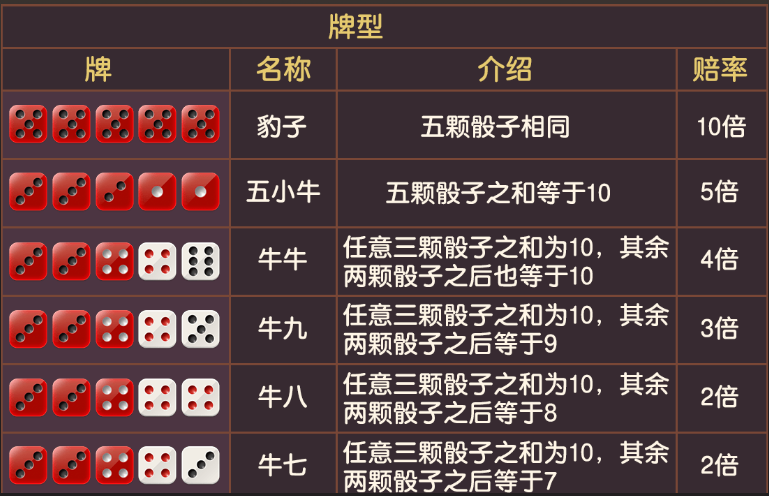 牌型
牌 名称 介绍 赔率
豹子 五颗骰子相同 10倍
五小牛 五颗骰子之和等于10 5倍
牛牛 任意三颗骰子之和为10，其余
两颗骰子之后也等于10 4倍
牛九 任意三颗骰子之和为10，其余
两颗骰子之后等于9 3倍
牛八 任意三颗骰子之和为10，其余
两颗骰子之后等于8 2倍
牛七 任意三颗骰子之和为10，其余
两颗骰子之后等于7 2倍